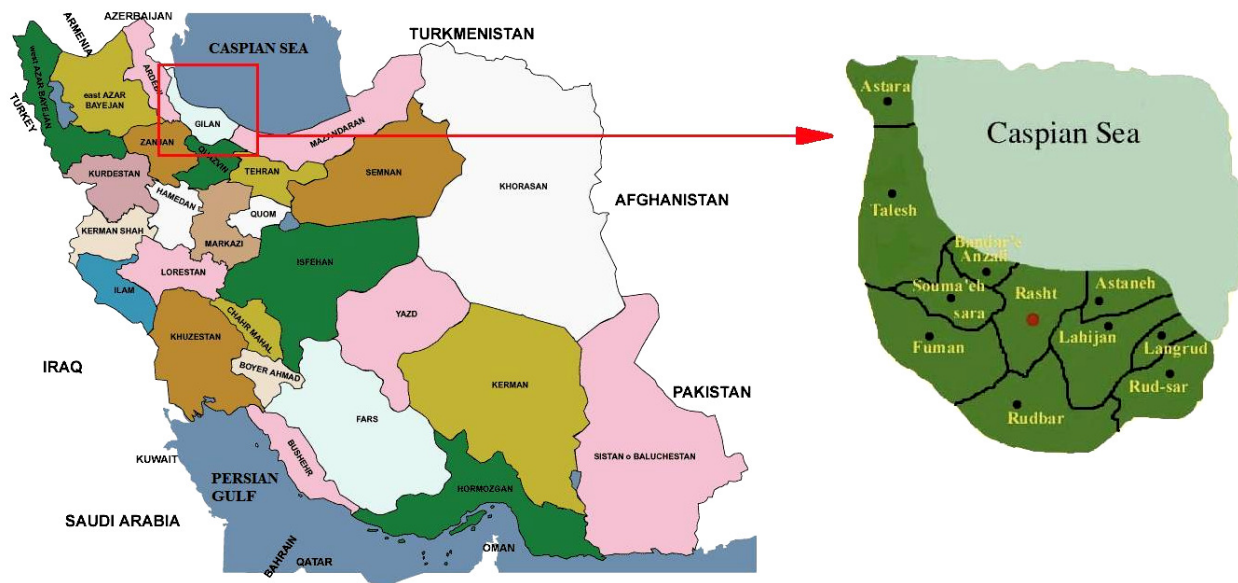 AZERBAIJAN
ARMENIA
CASPIAN SEA
TURKMENISTAN
west AZAR BAYEJAN
east AZAR
BAYEJAN
ARDEBIL
TURKEY
GILAN
MAZANDARAN
ZANJAN
QHAZVIN
TEHRAN
SEMNAN
KURDESTAN
HAMEDAN
KHORASAN
AFGHANISTAN
QUOM
KERMAN SHAH
MARKAZI
ISFEHAN
LORESTAN
ILAM
YAZD
CHAHR MAHAL
KHUZESTAN
IRAQ
BOYER AHMAD
KERMAN
PAKISTAN
FARS
BUSHEHR
KUWAIT
SISTAN o BALUCHESTAN
PERSIAN
GULF
HORMOZGAN
SAUDI ARABIA
BAHRAIN
QATAR
OMAN
Astara
Caspian Sea
Talesh
Bandar'e
Anzali
Souma'eh
sara
Rasht
Astaneh
Fuman
Lahijan
Langrud
Rud-sar
Rudbar